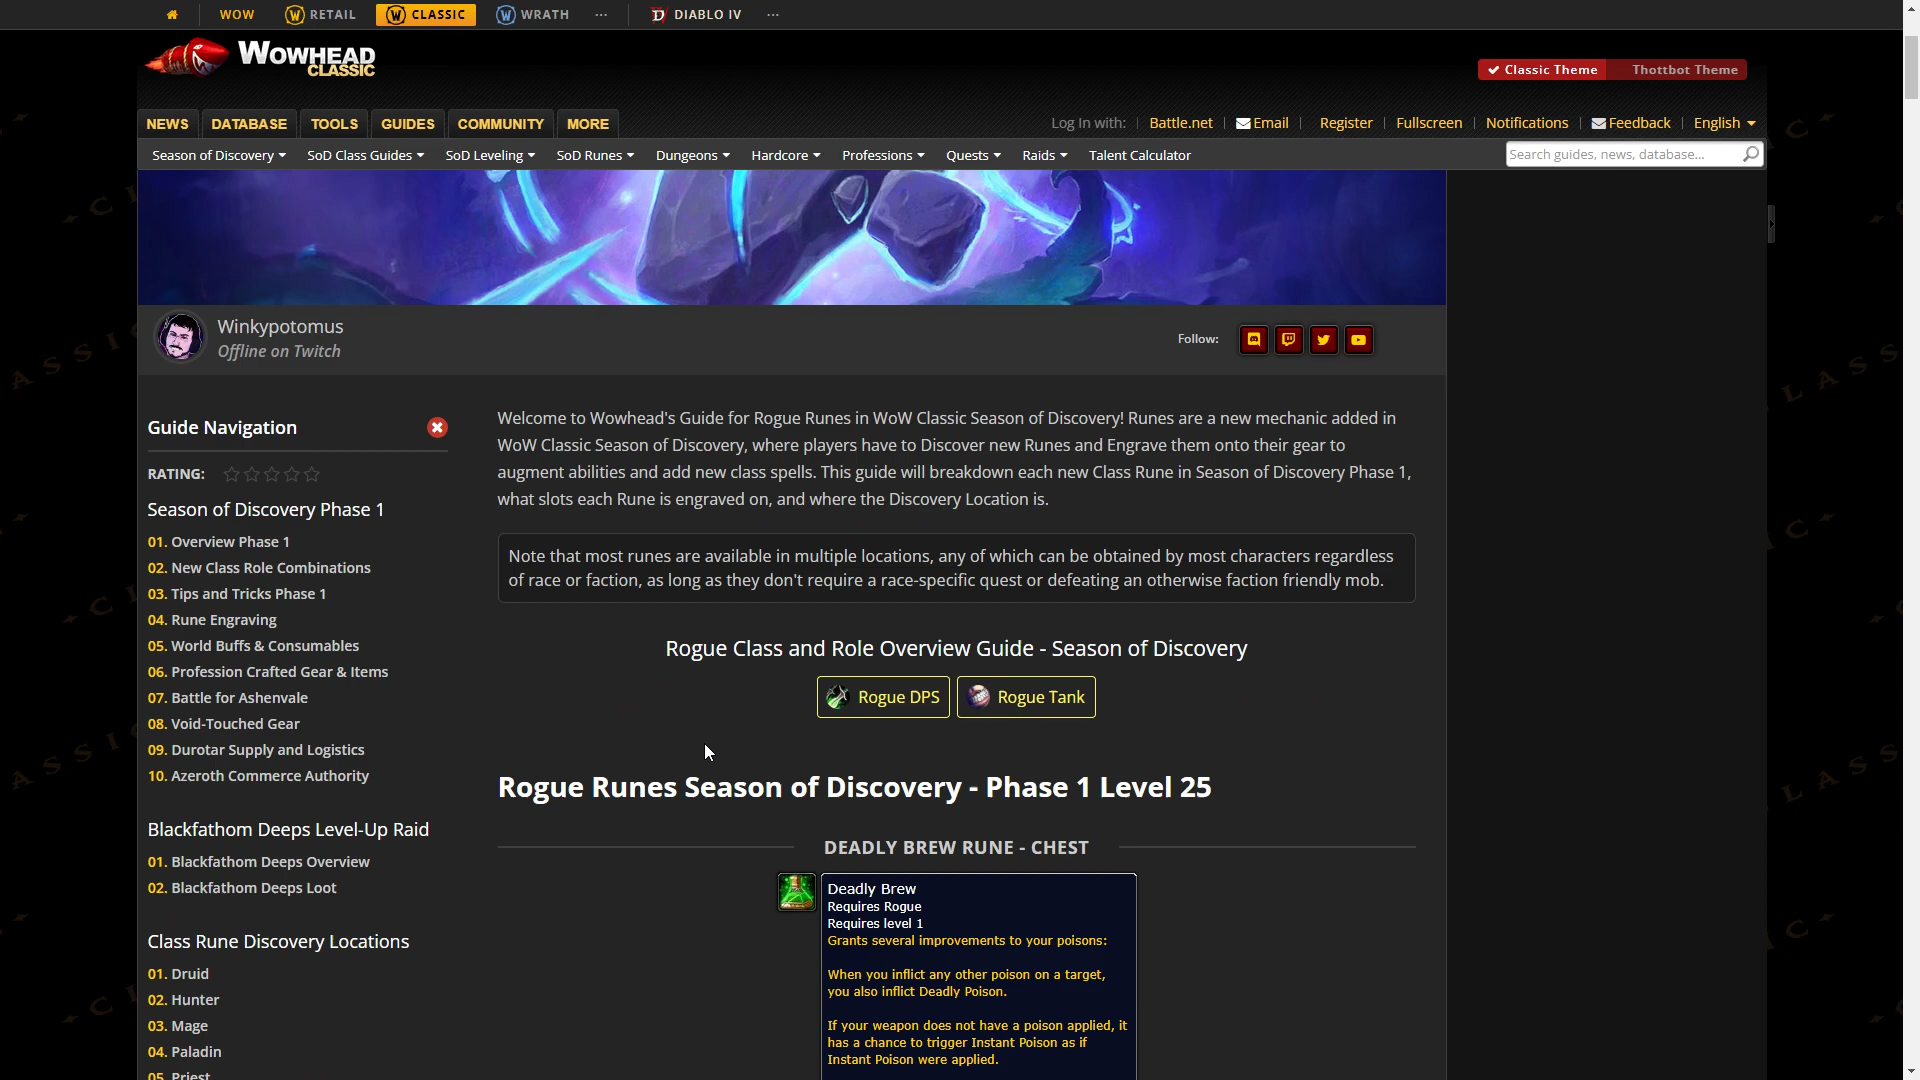 WOW RETAIL CLASSIC WRATH ... DIABLO IV ...
WOWHEAD
CLASSIC
Classic Theme Thottbot Theme
NEWS DATABASE TOOLS GUIDES COMMUNITY MORE
Log In with: Battle.net Email Register Fullscreen Notifications Feedback English
Season of Discovery SoD Class Guides SoD Leveling SoD Runes Dungeons Hardcore Professions Quests Raids Talent Calculator
Search guides, news, database...
Winkypotomus
Offline on Twitch
Follow:
Guide Navigation
RATING:
Season of Discovery Phase 1
01. Overview Phase 1
02. New Class Role Combinations
03. Tips and Tricks Phase 1
04. Rune Engraving
05. World Buffs & Consumables
06. Profession Crafted Gear & Items
07. Battle for Ashenvale
08. Void-Touched Gear
09. Durotar Supply and Logistics
10. Azeroth Commerce Authority
Blackfathom Deeps Level-Up Raid
01. Blackfathom Deeps Overview
02. Blackfathom Deeps Loot
Class Rune Discovery Locations
01. Druid
02. Hunter
03. Mage
04. Paladin
05. Priest
Welcome to Wowhead's Guide for Rogue Runes in WoW Classic Season of Discovery! Runes are a new mechanic added in
WoW Classic Season of Discovery, where players have to Discover new Runes and Engrave them onto their gear to
augment abilities and add new class spells. This guide will breakdown each new Class Rune in Season of Discovery Phase 1,
what slots each Rune is engraved on, and where the Discovery Location is.
Note that most runes are available in multiple locations, any of which can be obtained by most characters regardless
of race or faction, as long as they don't require a race-specific quest or defeating an otherwise faction friendly mob.
Rogue Class and Role Overview Guide - Season of Discovery
Rogue DPS Rogue Tank
Rogue Runes Season of Discovery - Phase 1 Level 25
DEADLY BREW RUNE - CHEST
Deadly Brew
Requires Rogue
Requires level 1
Grants several improvements to your poisons:
When you inflict any other poison on a target,
you also inflict Deadly Poison.
If your weapon does not have a poison applied, it
has a chance to trigger Instant Poison as if
Instant Poison were applied.